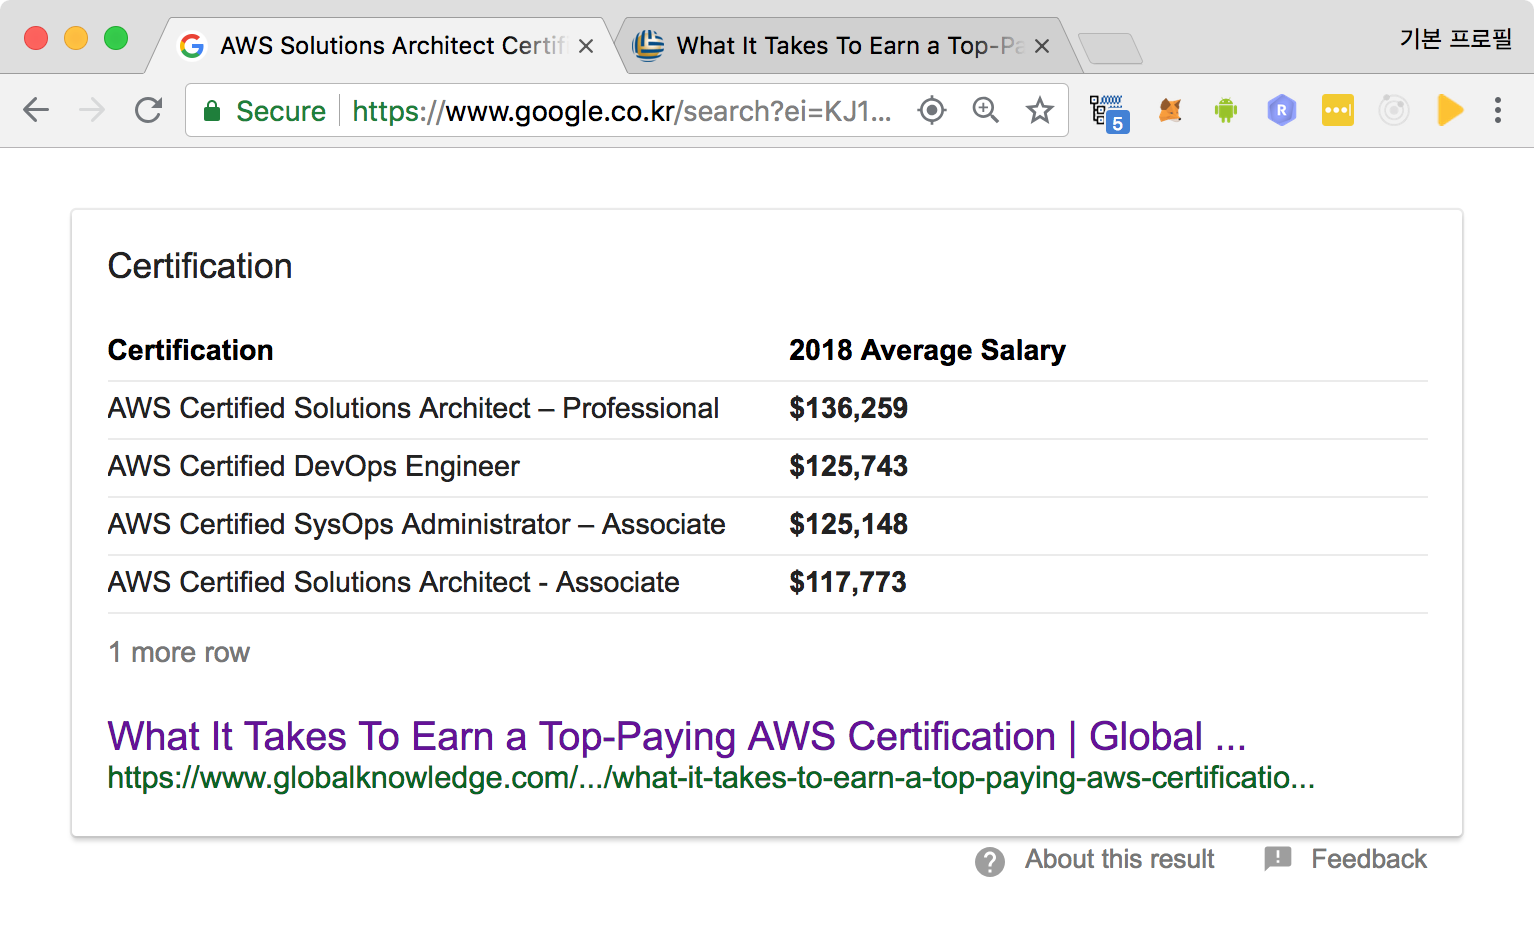 AWS Solutions Architect Certif
What It Takes To Earn a Top-Pa
기본 프로필
Secure https://www.google.co.kr/search?ei=KJ1...
5
R
Certification
Certification 2018 Average Salary
AWS Certified Solutions Architect – Professional $136,259
AWS Certified DevOps Engineer $125,743
AWS Certified SysOps Administrator – Associate $125,148
AWS Certified Solutions Architect - Associate $117,773
1 more row
What It Takes To Earn a Top-Paying AWS Certification | Global ...
https://www.globalknowledge.com/.../what-it-takes-to-earn-a-top-paying-aws-certificatio...
About this result Feedback